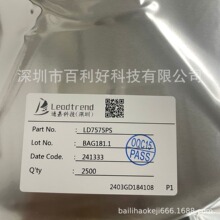 深圳市百利好科技有限公司
Leadtrend
通嘉科技(深圳)
Part No. : LD7575PS
Lot No. : BAG181.1
Date Code. : 241333
Q'ty : 2500
OQC15
PASS
2403GD184108 P1
bailihaokeji666.1688.com